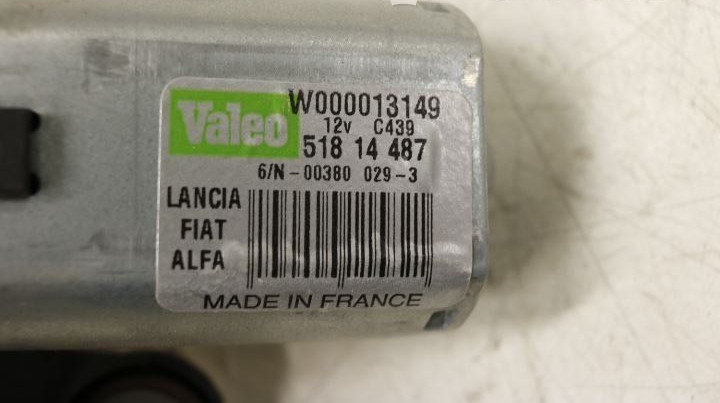 Valeo
W000013149
12v C439
518 14 487
6/N-00380 029-3
LANCIA
FIAT
ALFA
MADE IN FRANCE